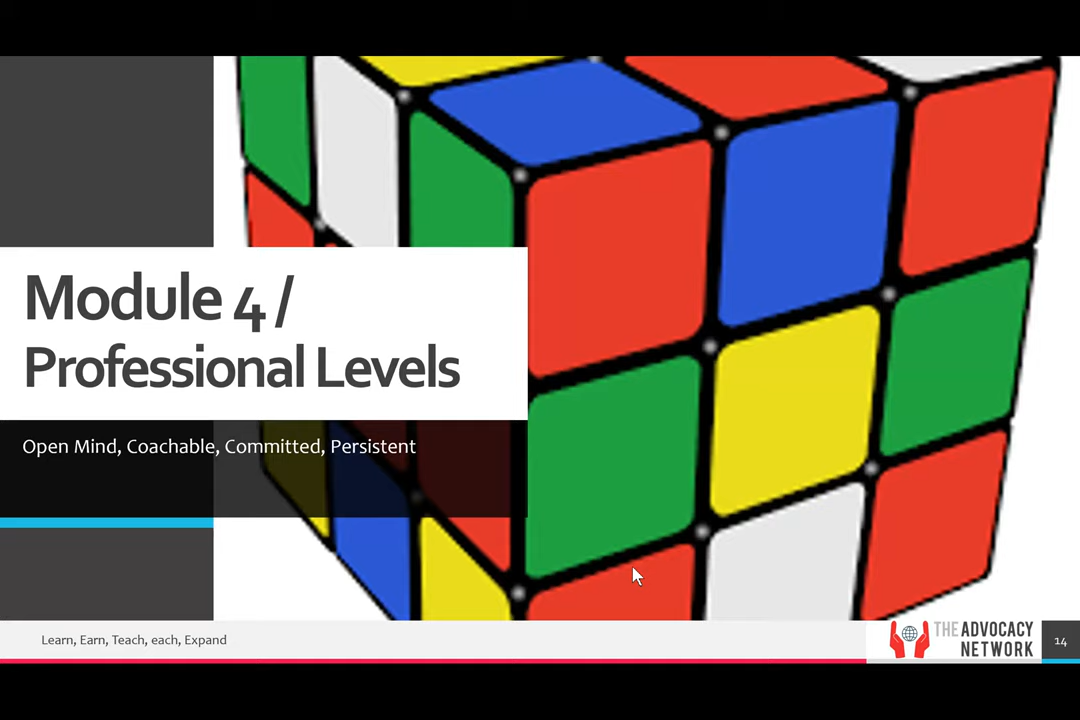 Module 4 /
Professional Levels
Open Mind, Coachable, Committed, Persistent
Learn, Earn, Teach, each, Expand
THE ADVOCACY
NETWORK
14